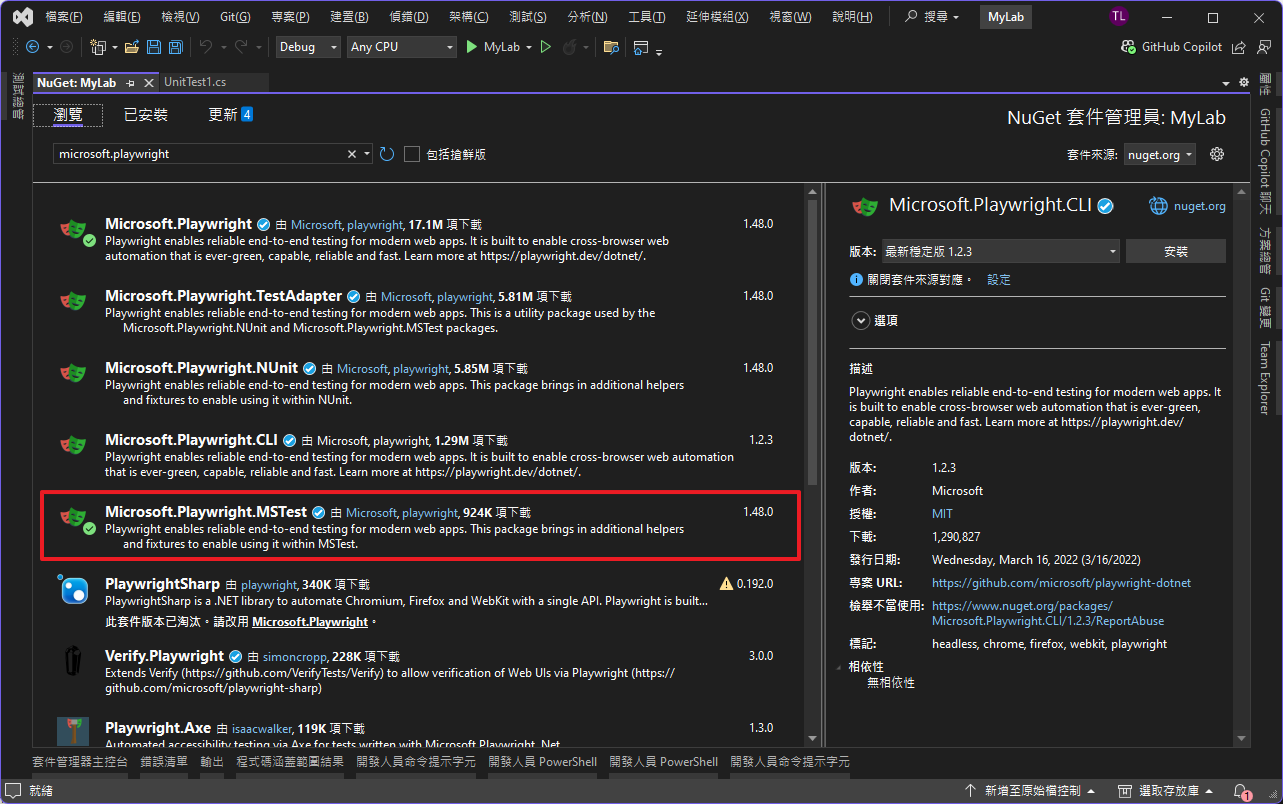 檔案(F) 編輯(E) 檢視(V) Git(G) 專案(P) 建置(B) 偵錯(D) 架構(C) 測試(S) 分析(N) 工具(T) 延伸模組(X) 視窗(W) 說明(H) 搜尋 MyLab TL
Debug Any CPU MyLab GitHub Copilot
測試總管
NuGet: MyLab UnitTest1.cs
瀏覽 已安裝 更新 4
NuGet 套件管理員: MyLab
microsoft.playwright 包括搶鮮版
套件來源: nuget.org
Microsoft.Playwright 由 Microsoft, playwright, 17.1M 項下載 1.48.0
Playwright enables reliable end-to-end testing for modern web apps. It is built to enable cross-browser web
automation that is ever-green, capable, reliable and fast. Learn more at https://playwright.dev/dotnet/.
Microsoft.Playwright.TestAdapter 由 Microsoft, playwright, 5.81M 項下載 1.48.0
Playwright enables reliable end-to-end testing for modern web apps. This is a utility package used by the
Microsoft.Playwright.NUnit and Microsoft.Playwright.MSTest packages.
Microsoft.Playwright.NUnit 由 Microsoft, playwright, 5.85M 項下載 1.48.0
Playwright enables reliable end-to-end testing for modern web apps. This package brings in additional helpers
and fixtures to enable using it within NUnit.
Microsoft.Playwright.CLI 由 Microsoft, playwright, 1.29M 項下載 1.2.3
Playwright enables reliable end-to-end testing for modern web apps. It is built to enable cross-browser web automation
that is ever-green, capable, reliable and fast. Learn more at https://playwright.dev/dotnet/.
Microsoft.Playwright.MSTest 由 Microsoft, playwright, 924K 項下載 1.48.0
Playwright enables reliable end-to-end testing for modern web apps. This package brings in additional helpers
and fixtures to enable using it within MSTest.
PlaywrightSharp 由 playwright, 340K 項下載 0.192.0
PlaywrightSharp is a .NET library to automate Chromium, Firefox and WebKit with a single API. Playwright is built...
此套件版本已淘汰。請改用 Microsoft.Playwright。
Verify.Playwright 由 simoncropp, 228K 項下載 3.0.0
Extends Verify (https://github.com/VerifyTests/Verify) to allow verification of Web UIs via Playwright (https://
github.com/microsoft/playwright-sharp)
Playwright.Axe 由 isaacwalker, 119K 項下載 1.3.0
Automated accessibility testing via Axe for tests written with Microsoft Playwright .Net.
Microsoft.Playwright.CLI nuget.org
版本: 最新穩定版 1.2.3 安裝
關閉套件來源對應。 設定
選項
描述
Playwright enables reliable end-to-end testing for modern web apps. It
is built to enable cross-browser web automation that is ever-green,
capable, reliable and fast. Learn more at https://playwright.dev/
dotnet/.
版本: 1.2.3
作者: Microsoft
授權: MIT
下載: 1,290,827
發行日期: Wednesday, March 16, 2022 (3/16/2022)
專案 URL: https://github.com/microsoft/playwright-dotnet
檢舉不當使用: https://www.nuget.org/packages/
Microsoft.Playwright.CLI/1.2.3/ReportAbuse
標記: headless, chrome, firefox, webkit, playwright
相依性
無相依性
屬性
GitHub Copilot 聊天
方案總管
Git 變更
Team Explorer
套件管理器主控台 錯誤清單 輸出 程式碼涵蓋範圍結果 開發人員命令提示字元 開發人員 PowerShell 開發人員 PowerShell 開發人員命令提示字元
就緒 新增至原始檔控制 選取存放庫 1